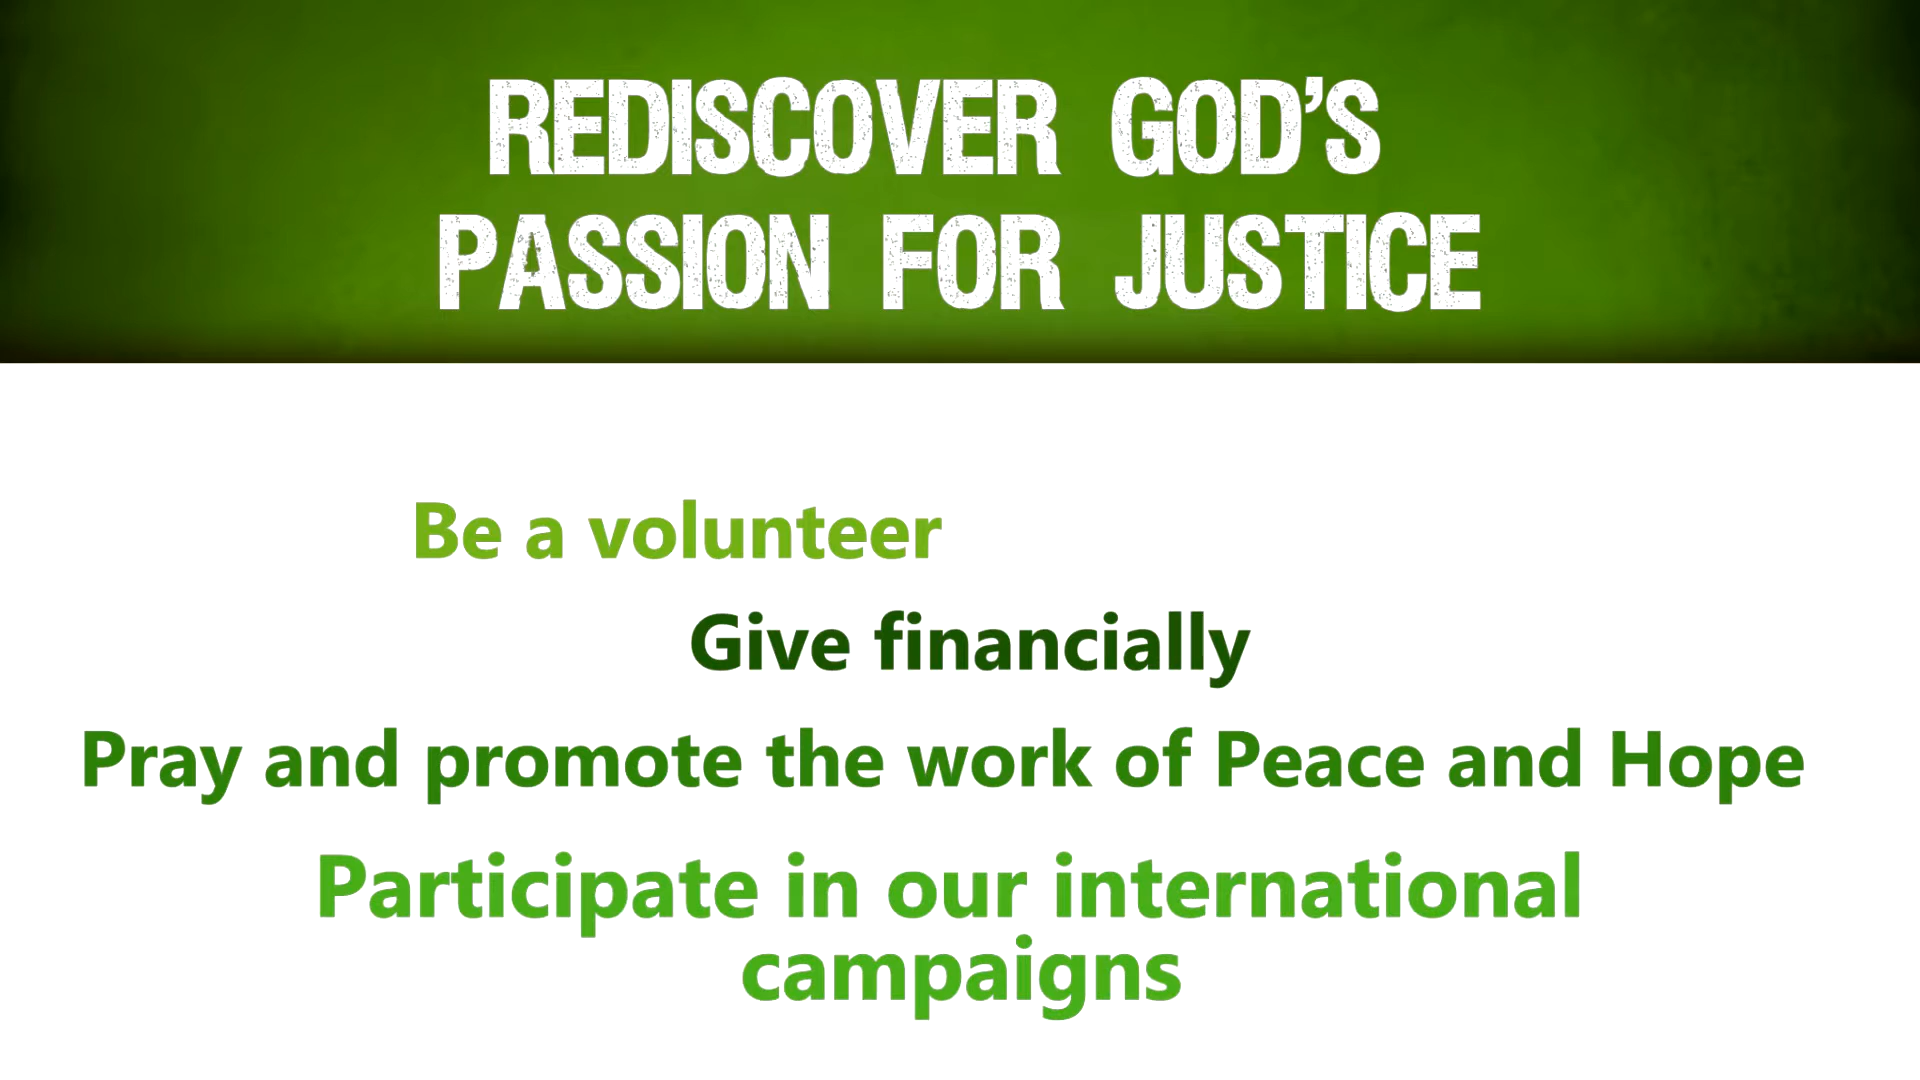 REDISCOVER GOD'S
PASSION FOR JUSTICE
Be a volunteer
Give financially
Pray and promote the work of Peace and Hope
Participate in our international
campaigns